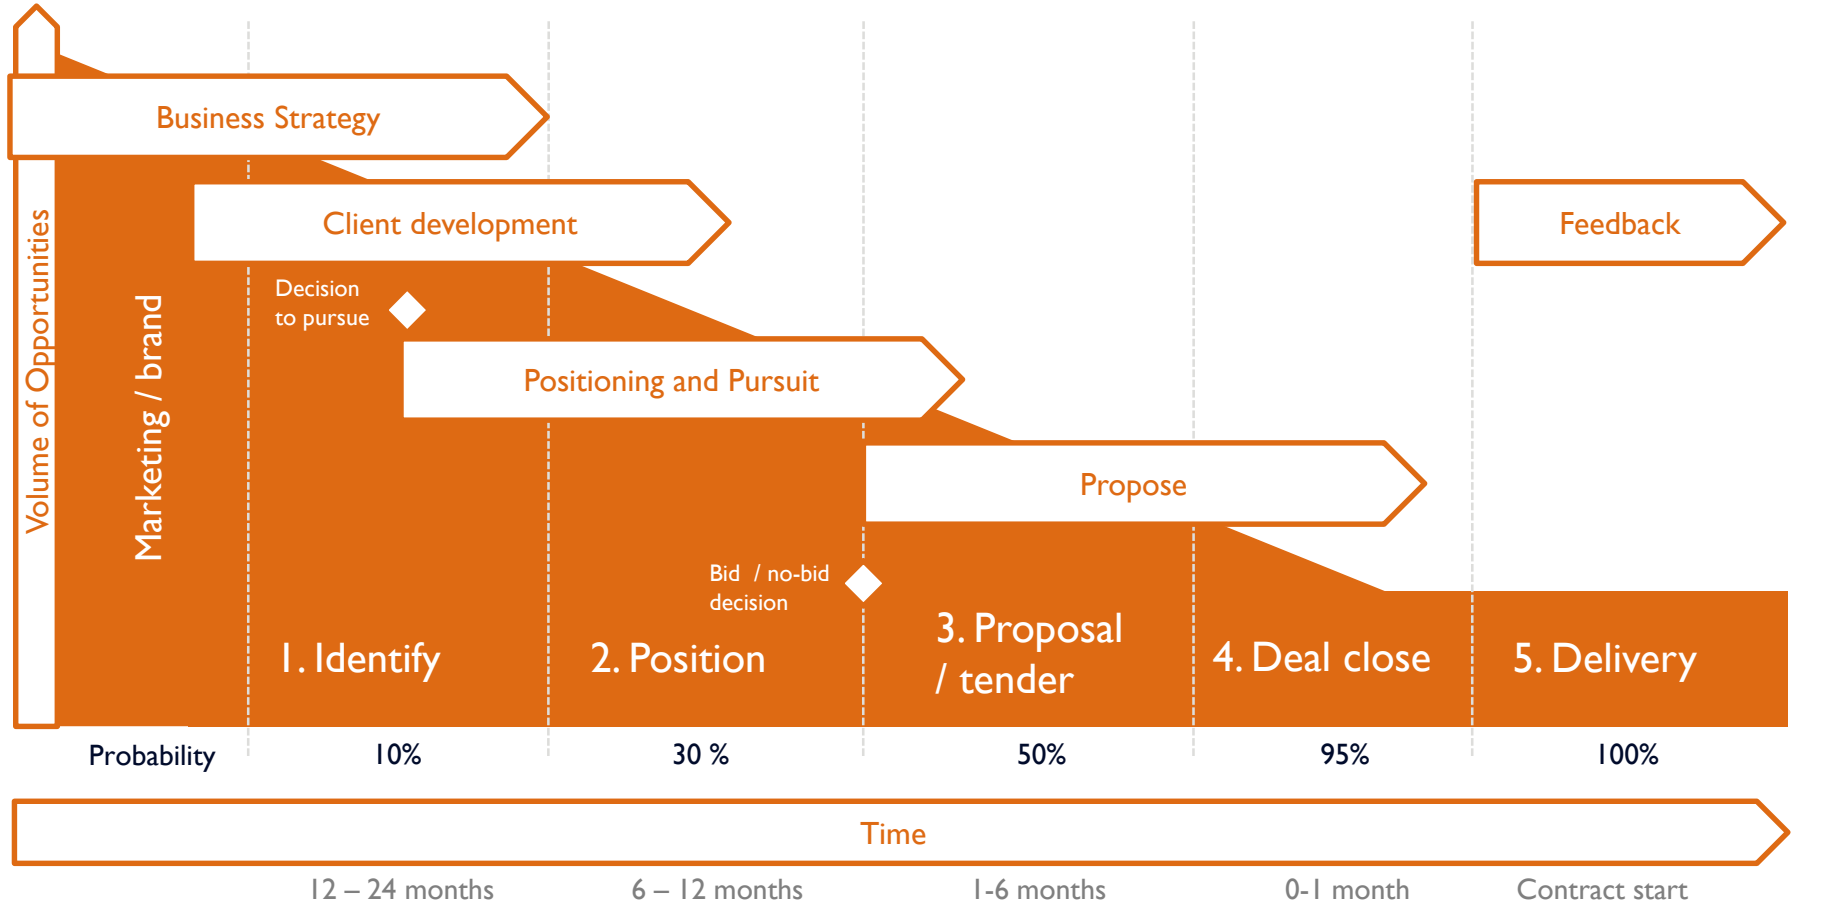 Business Strategy
Client development
Feedback
Volume of Opportunities
Marketing / brand
Decision
to pursue
Positioning and Pursuit
Propose
Bid / no-bid
decision
1. Identify
2. Position
3. Proposal
/ tender
4. Deal close
5. Delivery
Probability
10%
30 %
50%
95%
100%
Time
12 – 24 months
6 – 12 months
1-6 months
0-1 month
Contract start